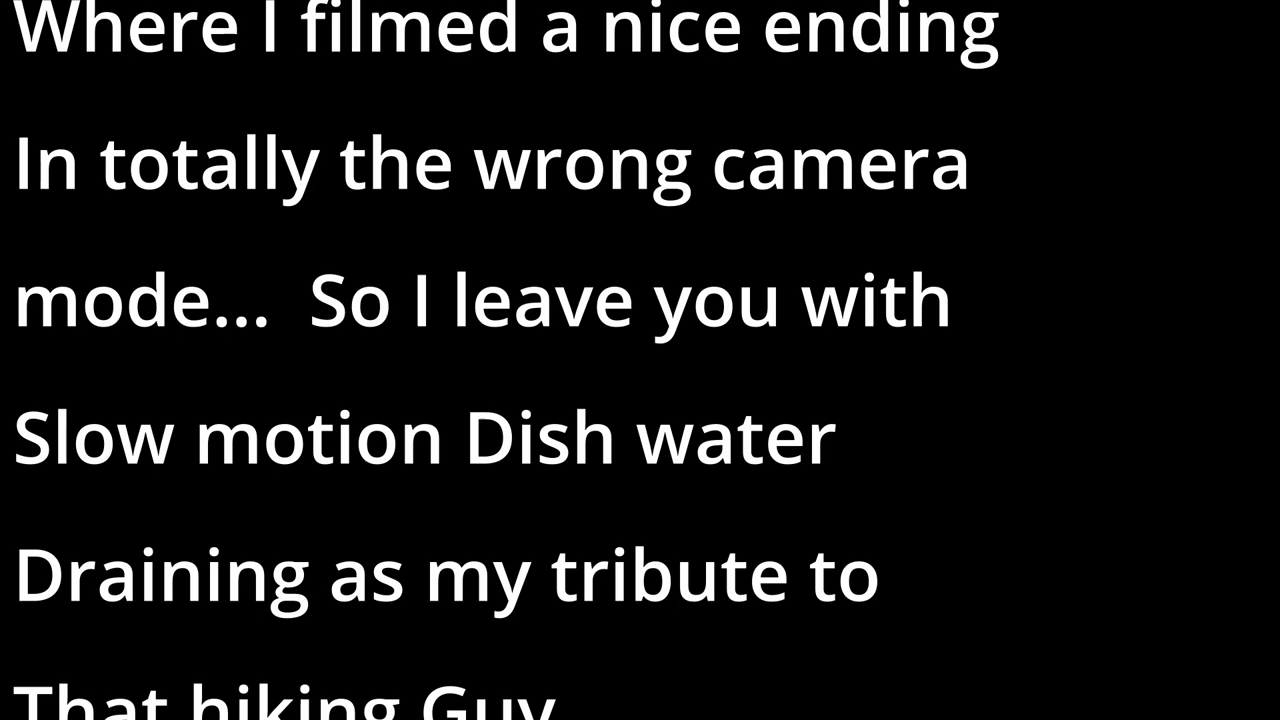 Where I filmed a nice ending
In totally the wrong camera
mode...  So I leave you with
Slow motion Dish water
Draining as my tribute to
That hiking Guy